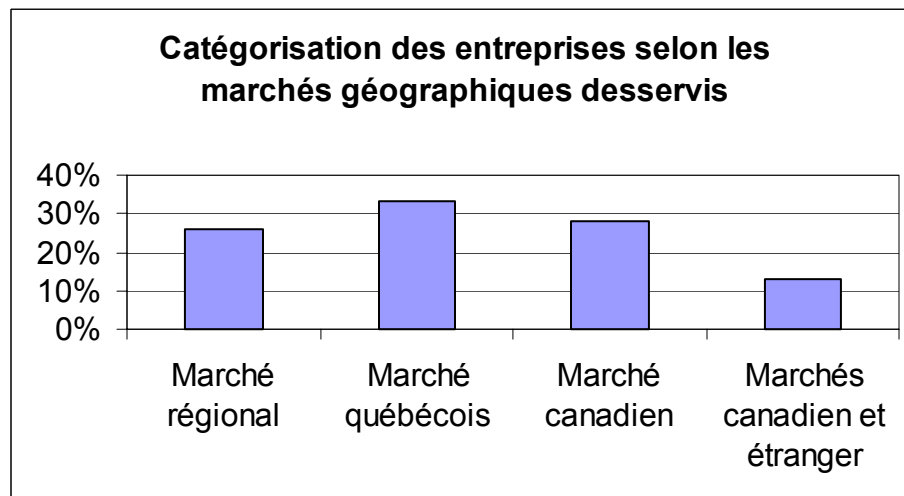 Catégorisation des entreprises selon les
marchés géographiques desservis
40%
30%
20%
10%
0%
Marché
régional
Marché
québécois
Marché
canadien
Marchés
canadien et
étranger